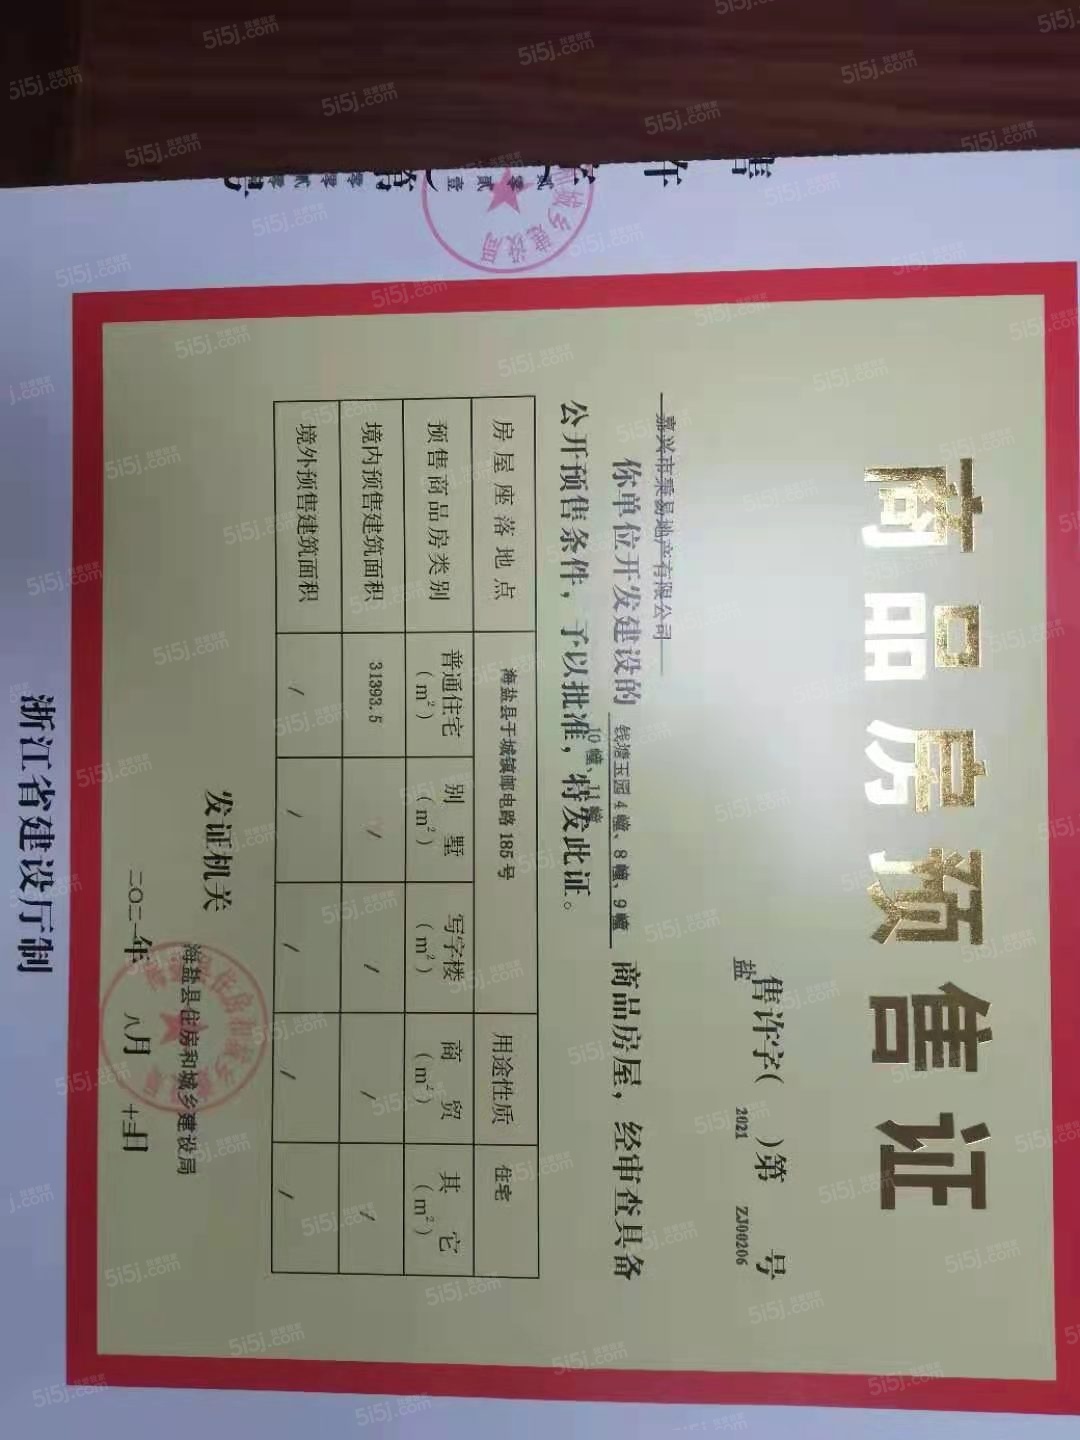 商品房预售证
盐售许字(2021)第ZJ00206号
嘉兴市秉易地产有限公司
你单位开发建设的 钱塘玉园4幢、8幢、9幢 商品房屋，经审查具备
10幢、11幢
公开预售条件，予以批准，特发此证。
房屋座落地点 海盐县于城镇邮电路185号 用途性质 住宅
预售商品房类别 普通住宅(m²) 别墅(m²) 写字楼(m²) 商贸(m²) 其它(m²)
境内预售建筑面积 31393.5 / / / /
境外预售建筑面积 / / / / /
发证机关
海盐县住房和城乡建设局
二〇二一年 八月 十三日
浙江省建设厅制
我爱我家
5i5j.com